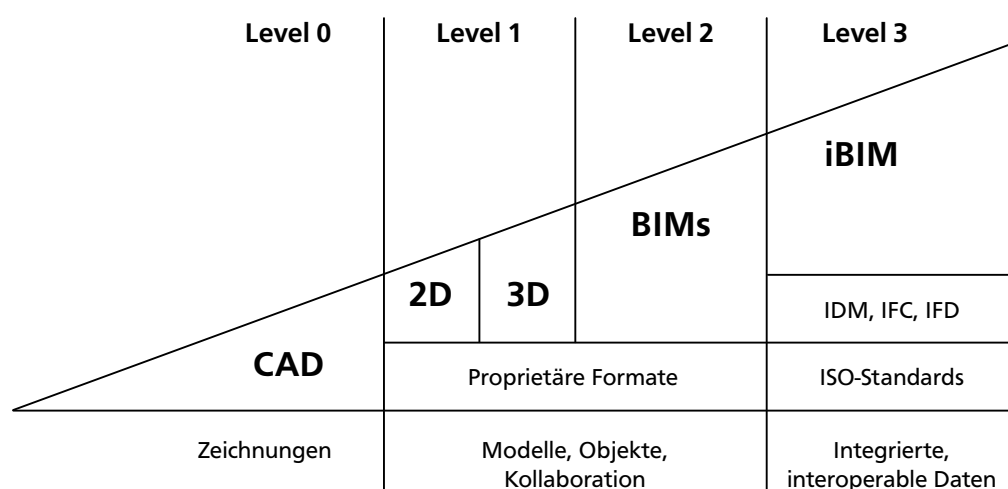 Level 0 Level 1 Level 2 Level 3
iBIM
BIMs
2D 3D
IDM, IFC, IFD
CAD
Proprietäre Formate
ISO-Standards
Zeichnungen
Modelle, Objekte,
Kollaboration
Integrierte,
interoperable Daten